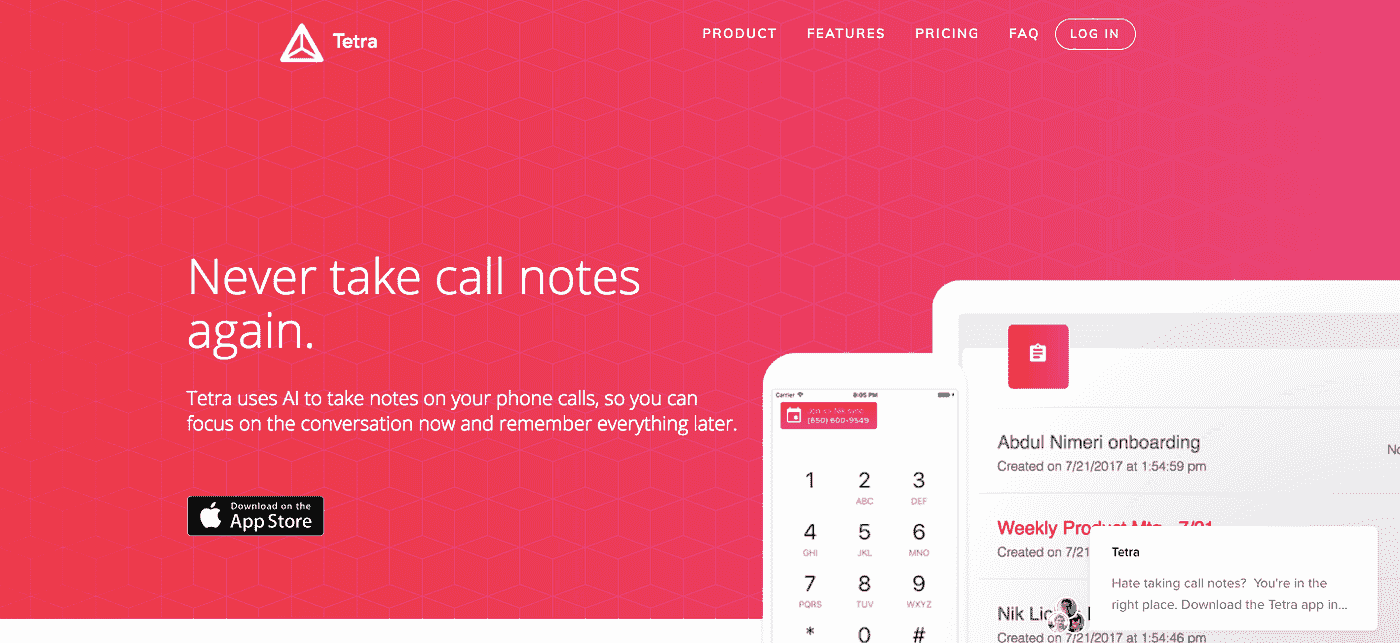 Tetra
PRODUCT FEATURES PRICING FAQ LOG IN
Never take call notes
again.
Tetra uses AI to take notes on your phone calls, so you can
focus on the conversation now and remember everything later.
Download on the
App Store
Carrier 8:05 PM
(650) 600-9549
1 2 3
ABC DEF
4 5 6
GHI JKL MNO
7 8 9
PQRS TUV WXYZ
* 0 #
Abdul Nimeri onboarding
Created on 7/21/2017 at 1:54:59 pm
No
Weekly Product Mtg - 7/21
Created on 7/21
Nik
Created on 7/21/2017 at 1:54:46 pm
Tetra
Hate taking call notes? You're in the
right place. Download the Tetra app in...